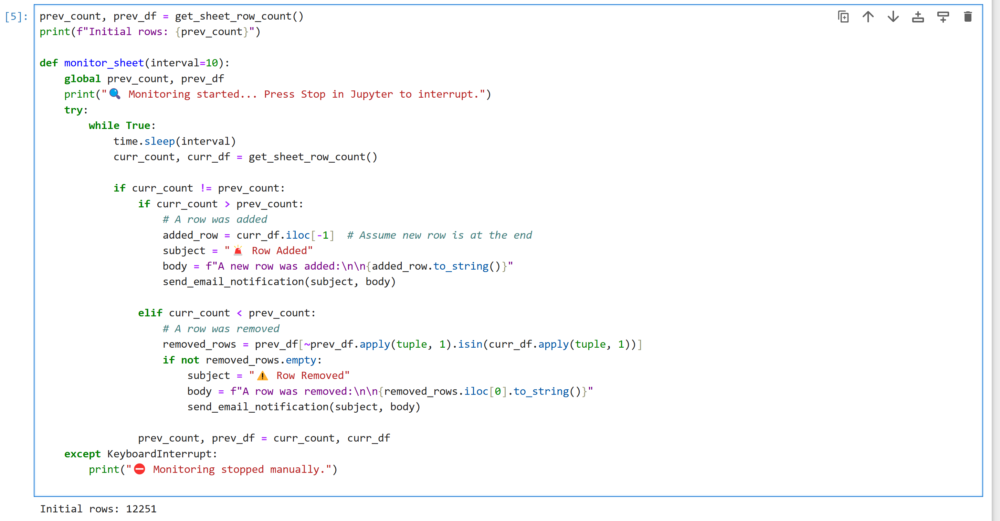 [5]:
prev_count, prev_df = get_sheet_row_count()
print(f"Initial rows: {prev_count}")

def monitor_sheet(interval=10):
    global prev_count, prev_df
    print("🔍 Monitoring started... Press Stop in Jupyter to interrupt.")
    try:
        while True:
            time.sleep(interval)
            curr_count, curr_df = get_sheet_row_count()

            if curr_count != prev_count:
                if curr_count > prev_count:
                    # A row was added
                    added_row = curr_df.iloc[-1]  # Assume new row is at the end
                    subject = "🚨 Row Added"
                    body = f"A new row was added:\n\n{added_row.to_string()}"
                    send_email_notification(subject, body)

                elif curr_count < prev_count:
                    # A row was removed
                    removed_rows = prev_df[~prev_df.apply(tuple, 1).isin(curr_df.apply(tuple, 1))]
                    if not removed_rows.empty:
                        subject = "⚠️ Row Removed"
                        body = f"A row was removed:\n\n{removed_rows.iloc[0].to_string()}"
                        send_email_notification(subject, body)

                prev_count, prev_df = curr_count, curr_df
    except KeyboardInterrupt:
        print("⛔ Monitoring stopped manually.")

Initial rows: 12251